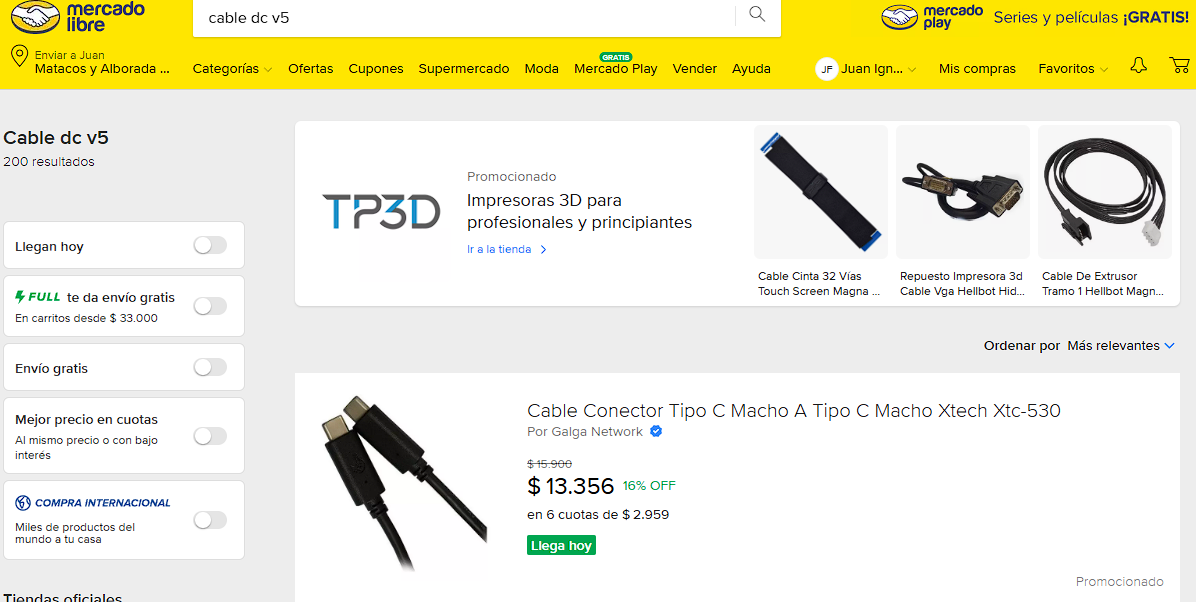 mercado
libre
cable dc v5
mercado
play
Series y películas ¡GRATIS!
Enviar a Juan
Matacos y Alborada ...
Categorías
Ofertas
Cupones
Supermercado
Moda
GRATIS
Mercado Play
Vender
Ayuda
JF
Juan Ign...
Mis compras
Favoritos
Cable dc v5
200 resultados
Llegan hoy
FULL te da envío gratis
En carritos desde $ 33.000
Envío gratis
Mejor precio en cuotas
Al mismo precio o con bajo
interés
COMPRA INTERNACIONAL
Miles de productos del
mundo a tu casa
Tiendas oficiales
TP3D
Promocionado
Impresoras 3D para
profesionales y principiantes
Ir a la tienda
Cable Cinta 32 Vías
Touch Screen Magna ...
Repuesto Impresora 3d
Cable Vga Hellbot Hid...
Cable De Extrusor
Tramo 1 Hellbot Magn...
Ordenar por Más relevantes
Cable Conector Tipo C Macho A Tipo C Macho Xtech Xtc-530
Por Galga Network
$ 15.900
$ 13.356 16% OFF
en 6 cuotas de $ 2.959
Llega hoy
Promocionado